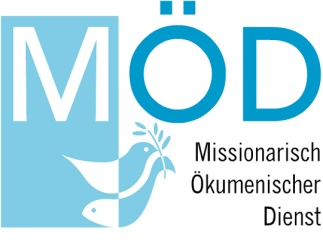 MÖD
Missionarisch
Ökumenischer
Dienst